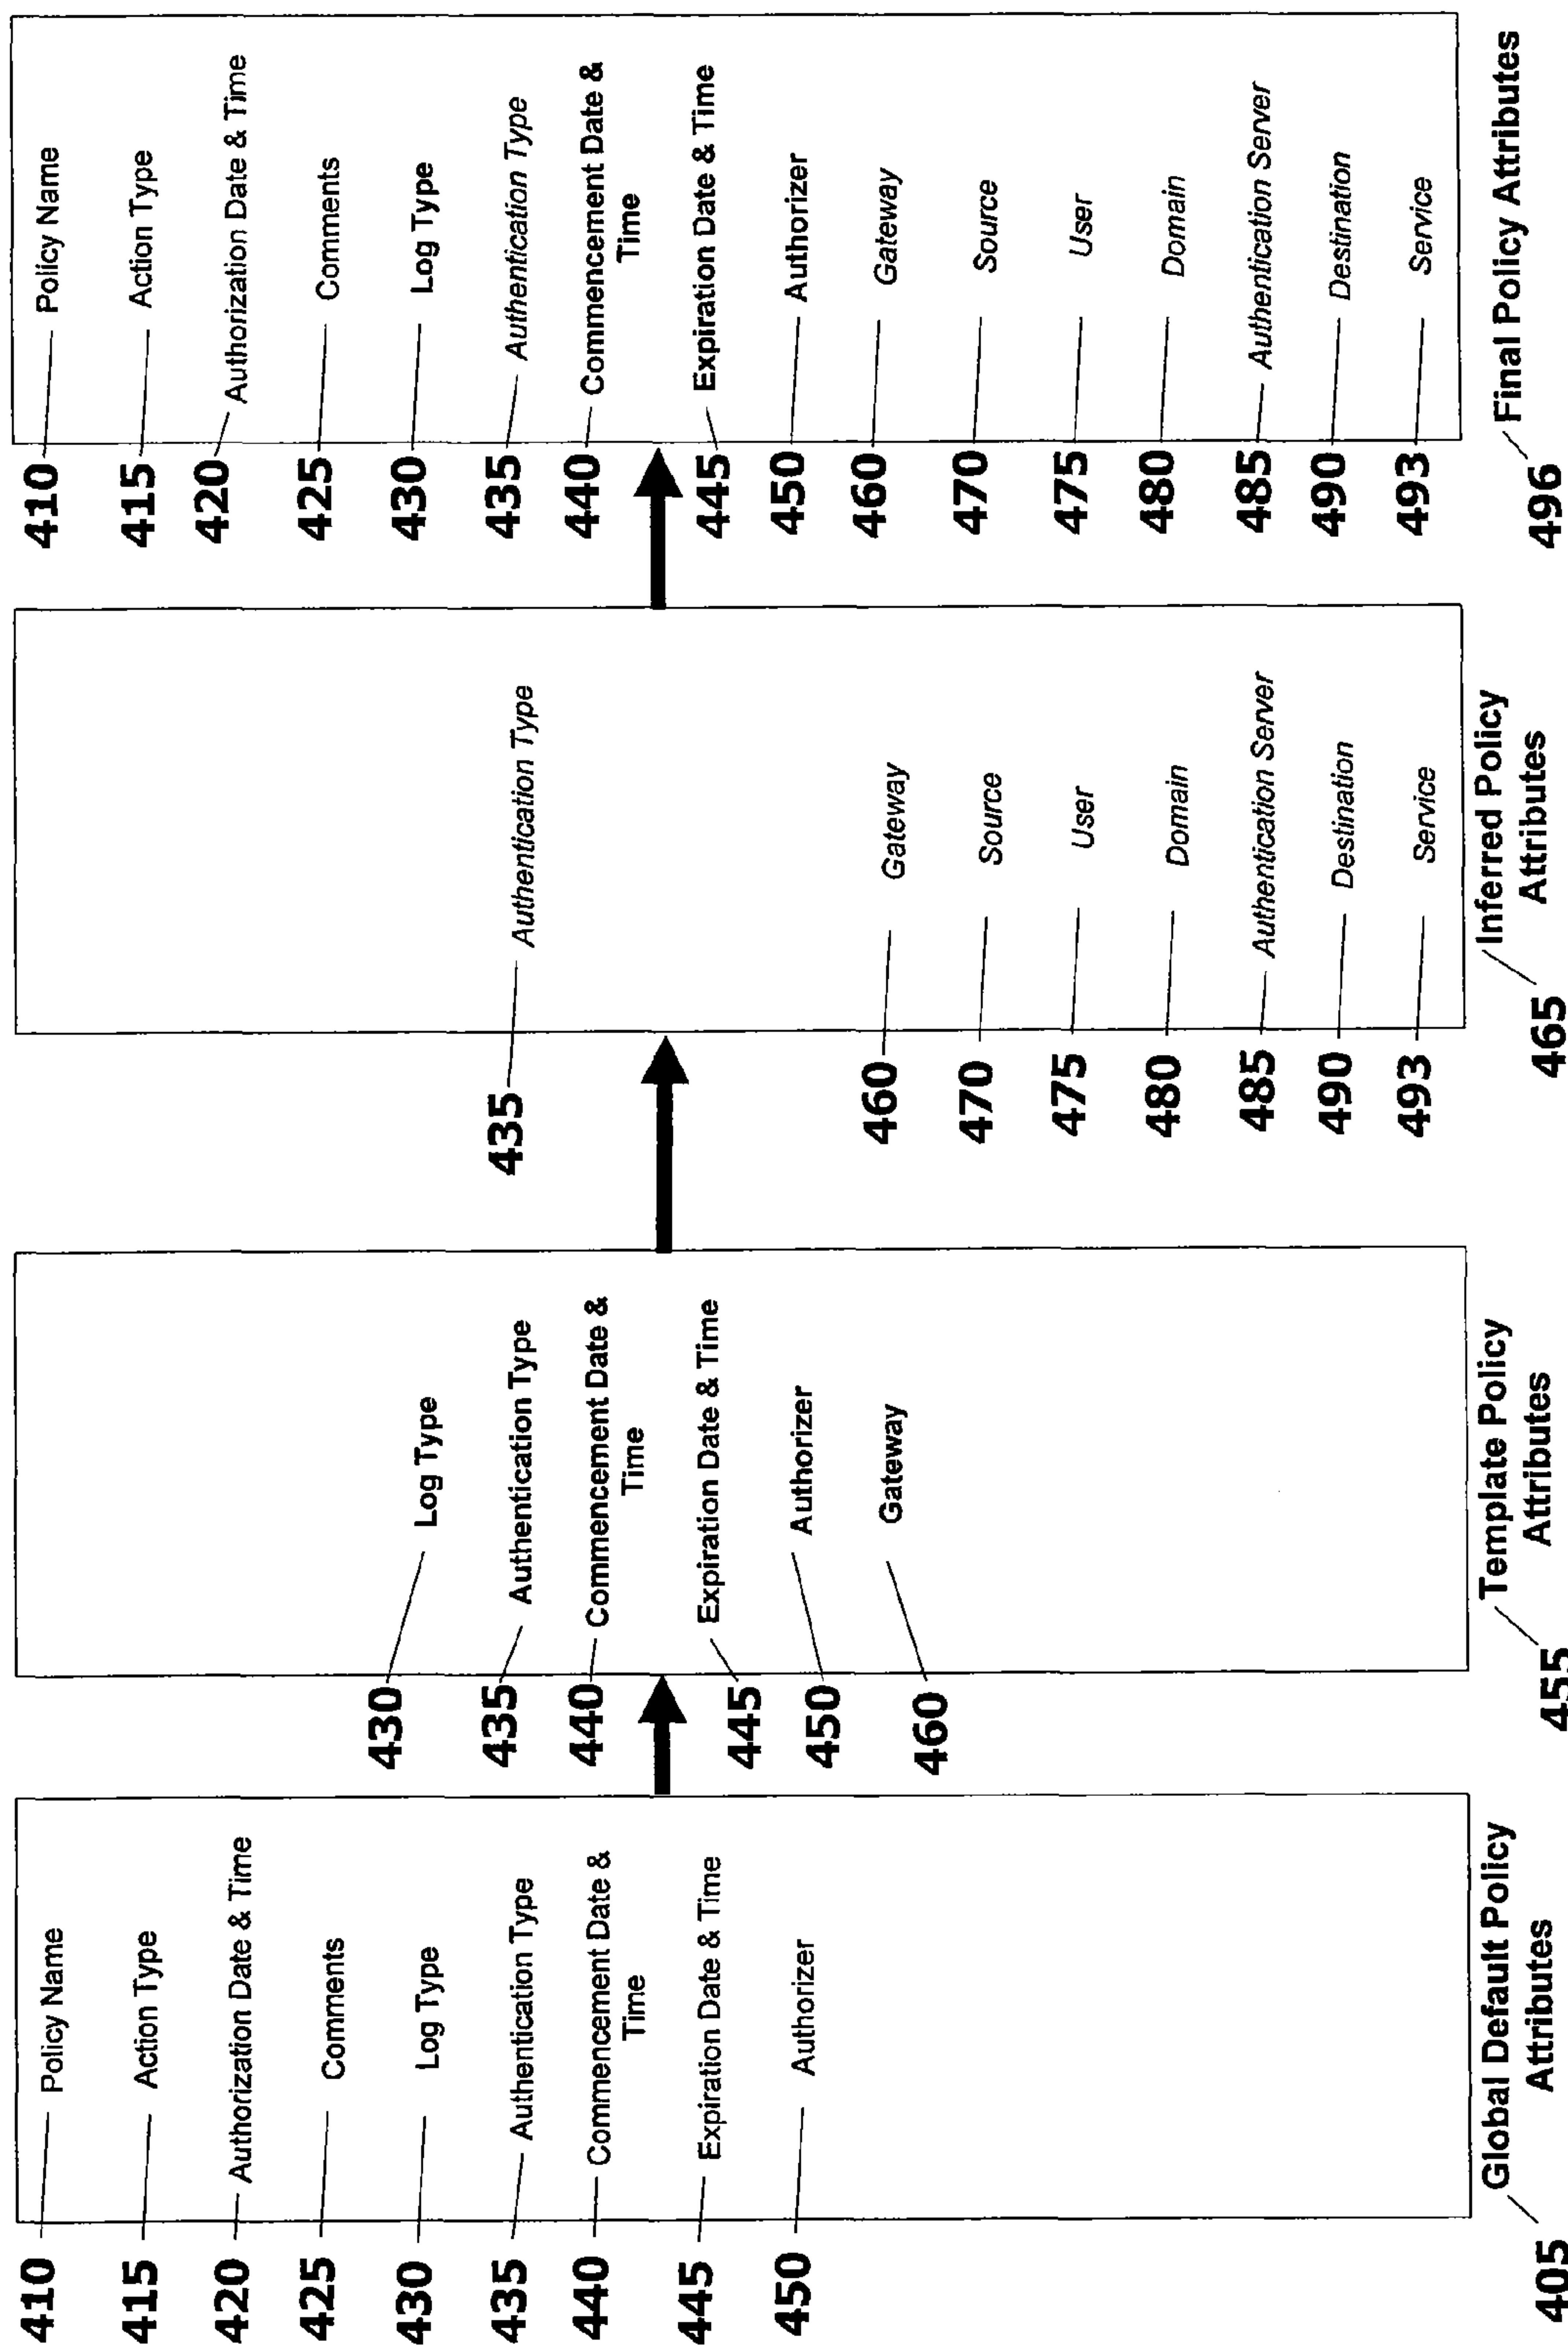 410
Policy Name
415
Action Type
420
Authorization Date & Time
425
Comments
430
Log Type
435
Authentication Type
440
Commencement Date &
Time
445
Expiration Date & Time
450
Authorizer
405
Global Default Policy
Attributes
430
Log Type
435
Authentication Type
440
Commencement Date &
Time
445
Expiration Date & Time
450
Authorizer
460
Gateway
455
Template Policy
Attributes
435
Authentication Type
460
Gateway
470
Source
475
User
480
Domain
485
Authentication Server
490
Destination
493
Service
465
Inferred Policy
Attributes
410
Policy Name
415
Action Type
420
Authorization Date & Time
425
Comments
430
Log Type
435
Authentication Type
440
Commencement Date &
Time
445
Expiration Date & Time
450
Authorizer
460
Gateway
470
Source
475
User
480
Domain
485
Authentication Server
490
Destination
493
Service
496
Final Policy Attributes